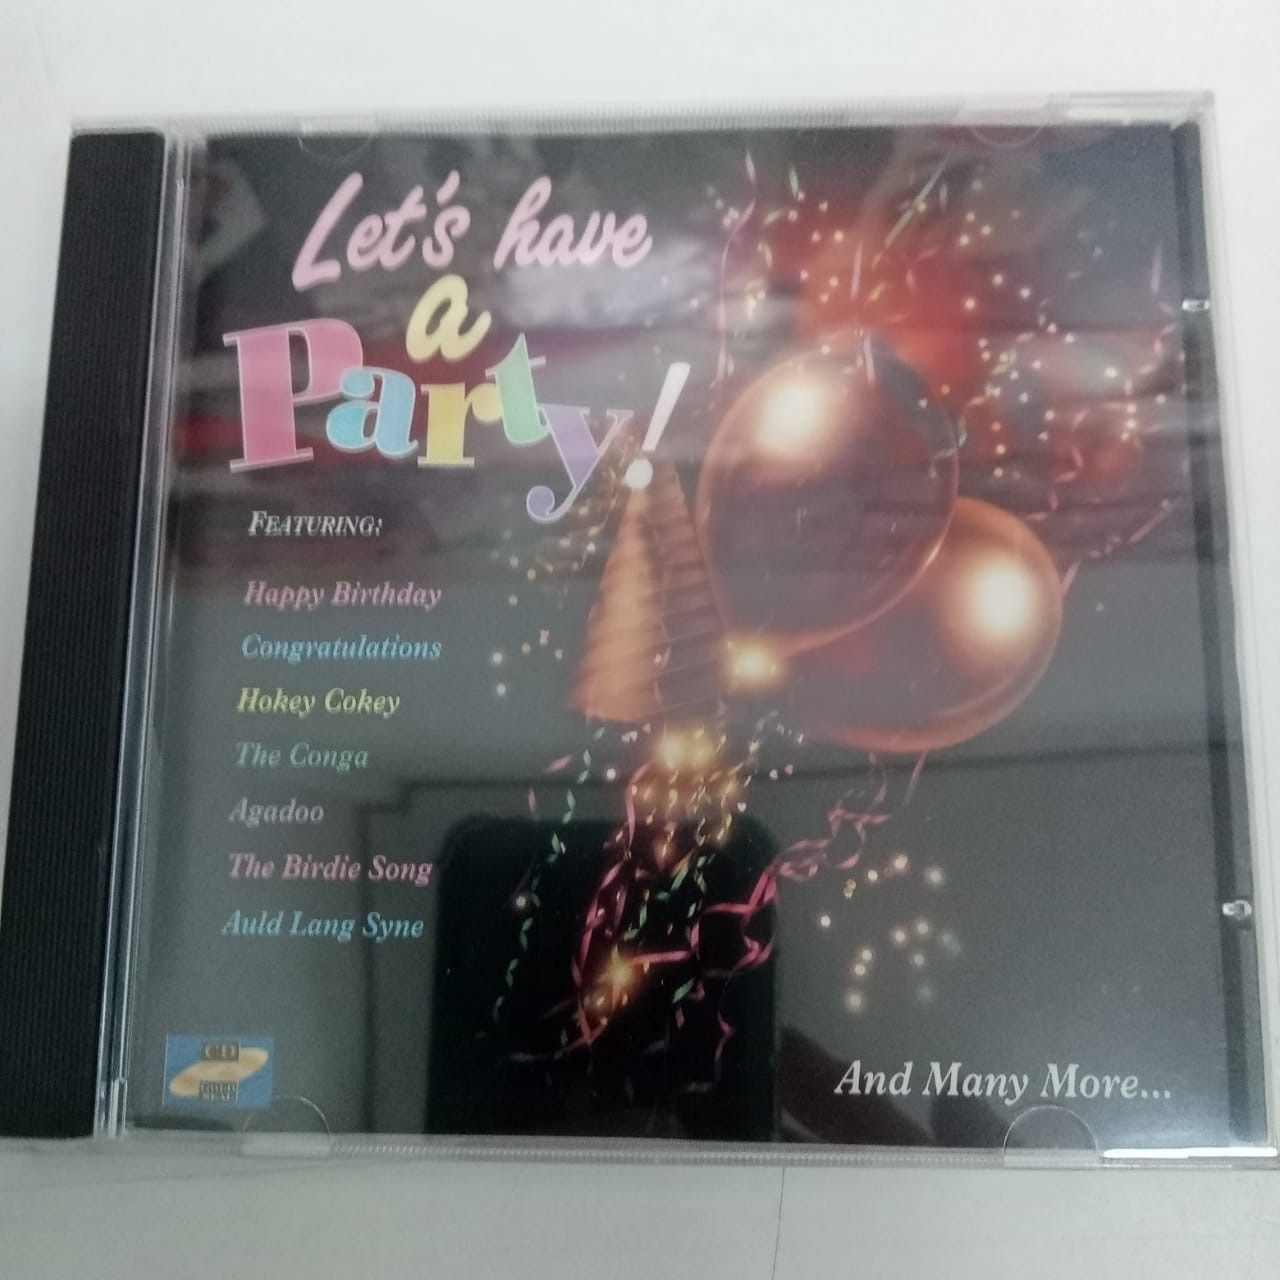 Let's have
a
Party!
FEATURING:
Happy Birthday
Congratulations
Hokey Cokey
The Conga
Agadoo
The Birdie Song
Auld Lang Syne
CD
And Many More...